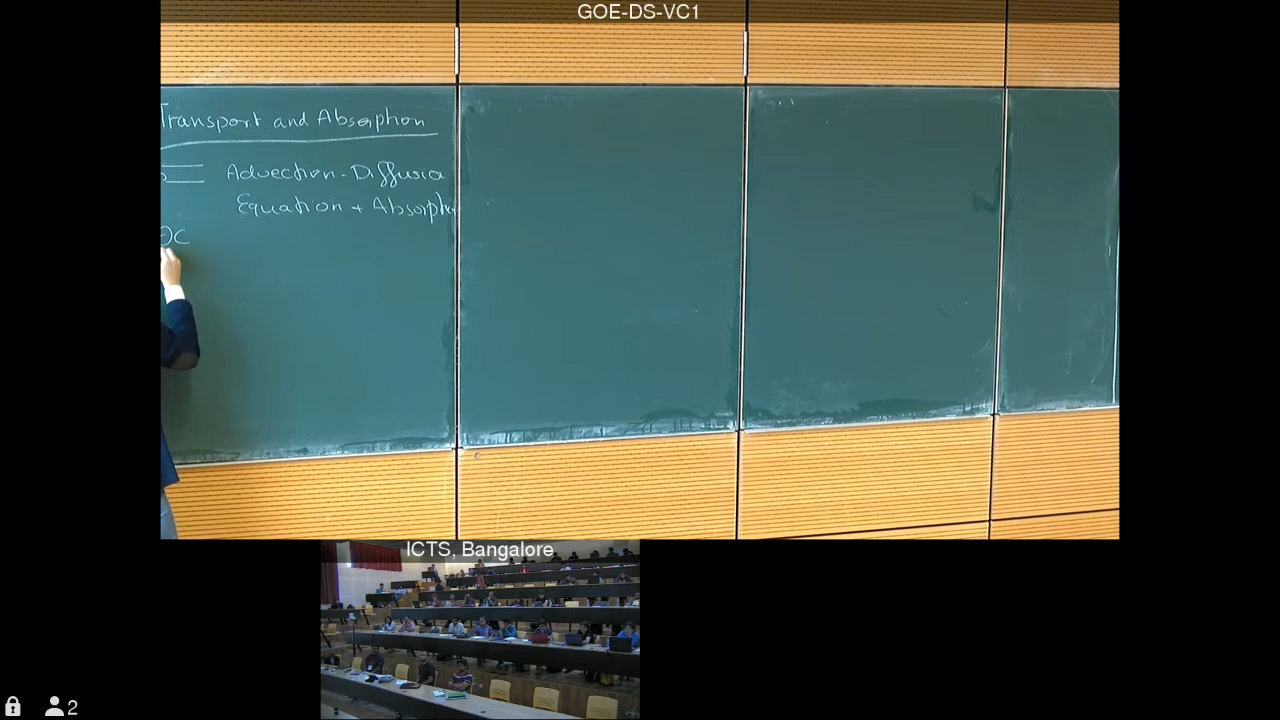 GOE-DS-VC1
Transport and Absorption
Advection-Diffusion
Equation + Absorption
∂C
ICTS, Bangalore
2